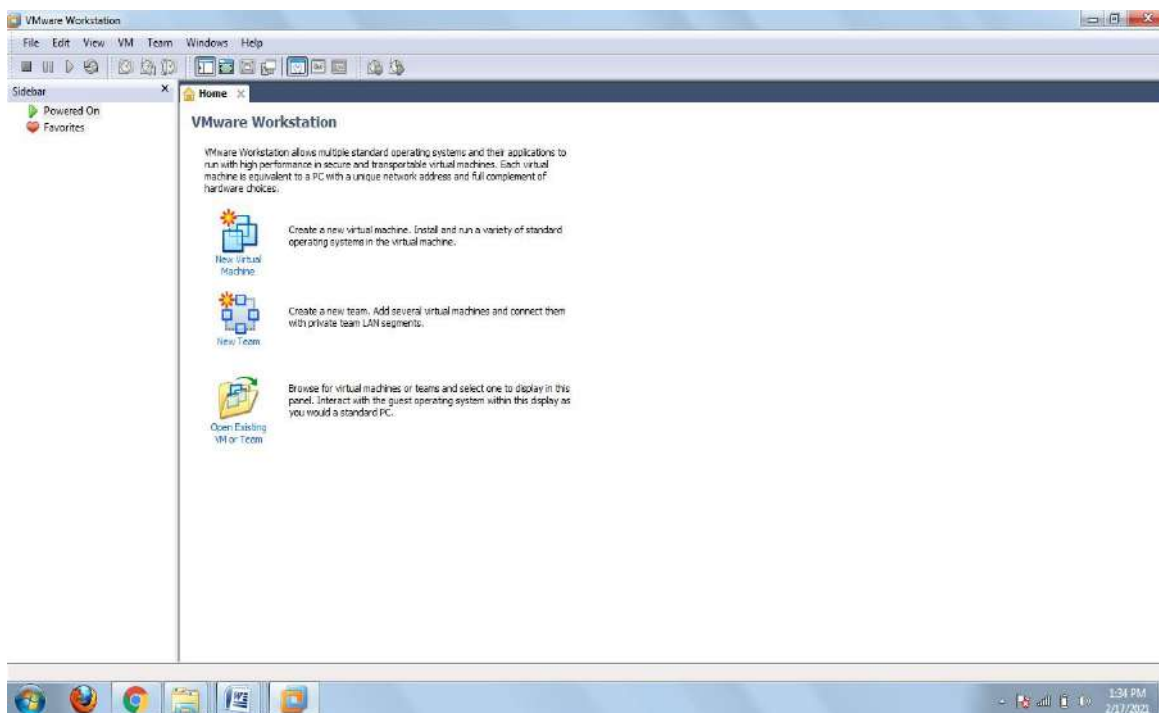 VMware Workstation
File Edit View VM Team Windows Help
Sidebar
Powered On
Favorites
Home
VMware Workstation
VMware Workstation allows multiple standard operating systems and their applications to
run with high performance in secure and transportable virtual machines. Each virtual
machine is equivalent to a PC with a unique network address and full complement of
hardware choices.
New Virtual
Machine
Create a new virtual machine. Install and run a variety of standard
operating systems in the virtual machine.
New Team
Create a new team. Add several virtual machines and connect them
with private team LAN segments.
Open Existing
VM or Team
Browse for virtual machines or teams and select one to display in this
panel. Interact with the guest operating system within this display as
you would a standard PC.
1:34 PM
2/17/2021